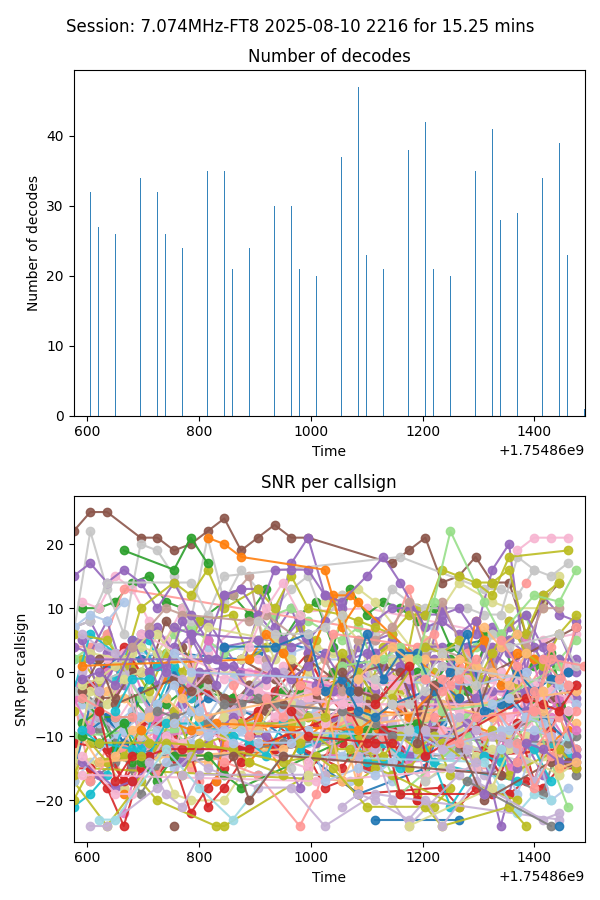 Session: 7.074MHz-FT8 2025-08-10 2216 for 15.25 mins
Number of decodes
Number of decodes
40
30
20
10
0
600 800 1000 1200 1400
Time
+1.75486e9
SNR per callsign
SNR per callsign
20
10
0
−10
−20
600 800 1000 1200 1400
Time
+1.75486e9